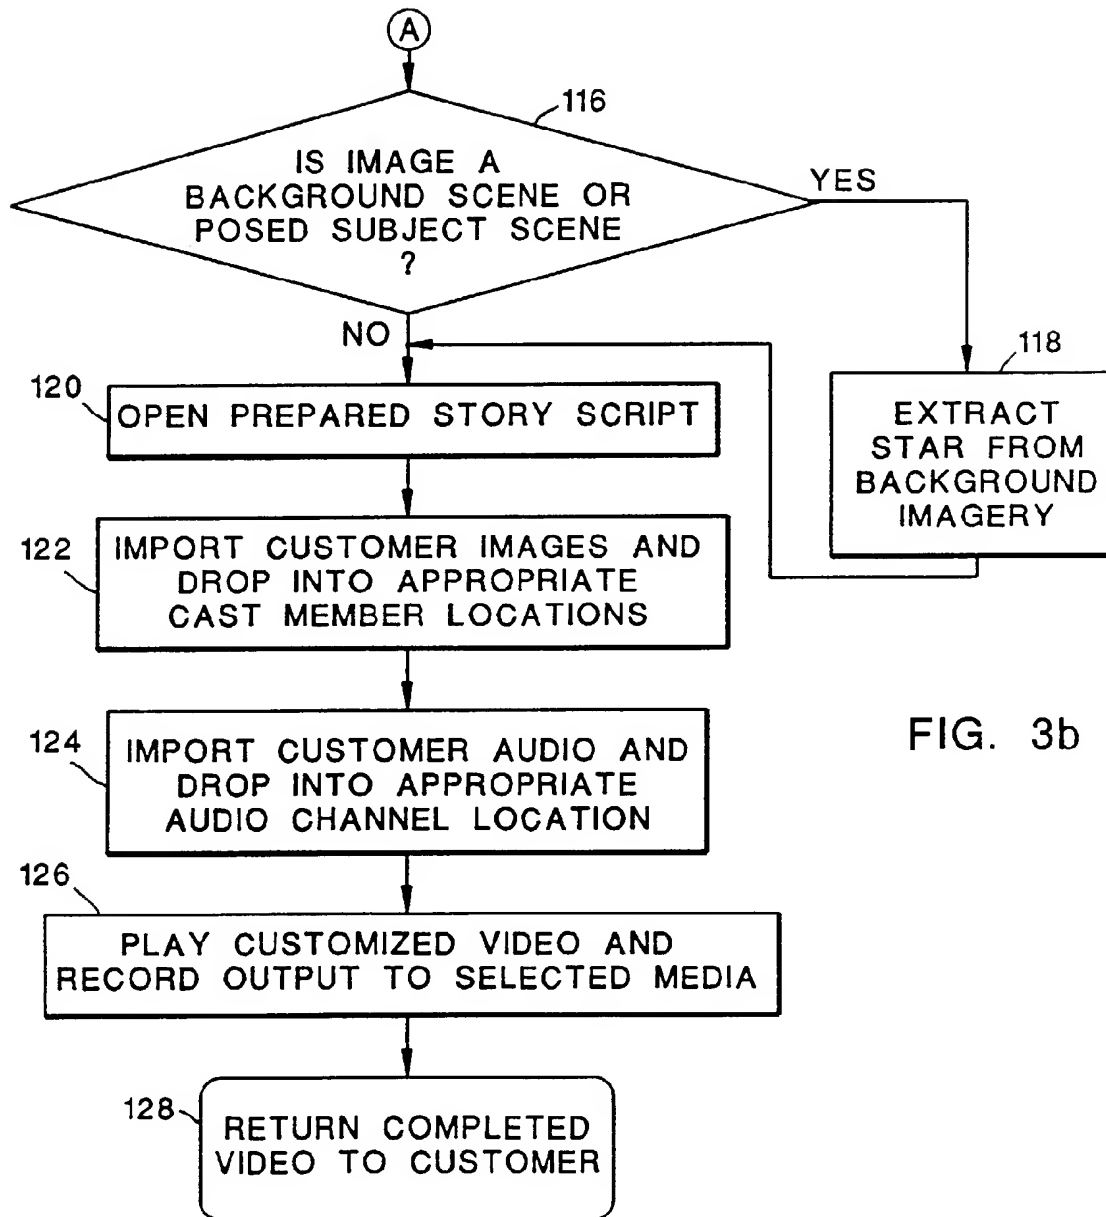 A
116
IS IMAGE A
BACKGROUND SCENE OR
POSED SUBJECT SCENE
?
YES
NO
118
EXTRACT
STAR FROM
BACKGROUND
IMAGERY
120
OPEN PREPARED STORY SCRIPT
122
IMPORT CUSTOMER IMAGES AND
DROP INTO APPROPRIATE
CAST MEMBER LOCATIONS
124
IMPORT CUSTOMER AUDIO AND
DROP INTO APPROPRIATE
AUDIO CHANNEL LOCATION
FIG. 3b
126
PLAY CUSTOMIZED VIDEO AND
RECORD OUTPUT TO SELECTED MEDIA
128
RETURN COMPLETED
VIDEO TO CUSTOMER